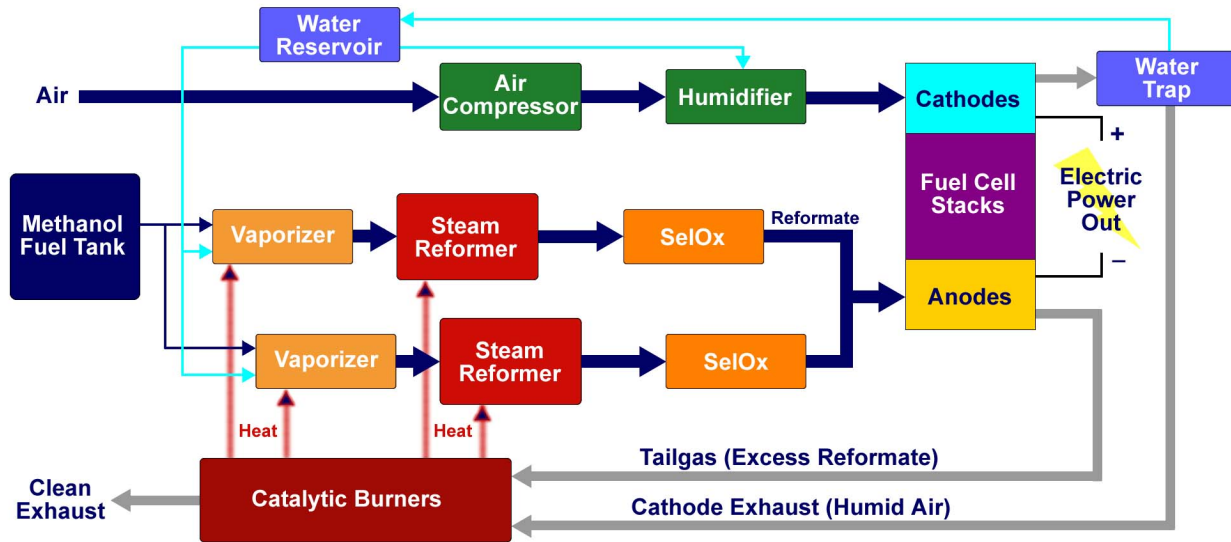 Water
Reservoir
Air
Air
Compressor
Humidifier
Cathodes
Water
Trap
+
Methanol
Fuel Tank
Vaporizer
Steam
Reformer
SelOx
Reformate
Fuel Cell
Stacks
Electric
Power
Out
–
Anodes
Vaporizer
Steam
Reformer
SelOx
Heat
Heat
Tailgas (Excess Reformate)
Clean
Exhaust
Catalytic Burners
Cathode Exhaust (Humid Air)